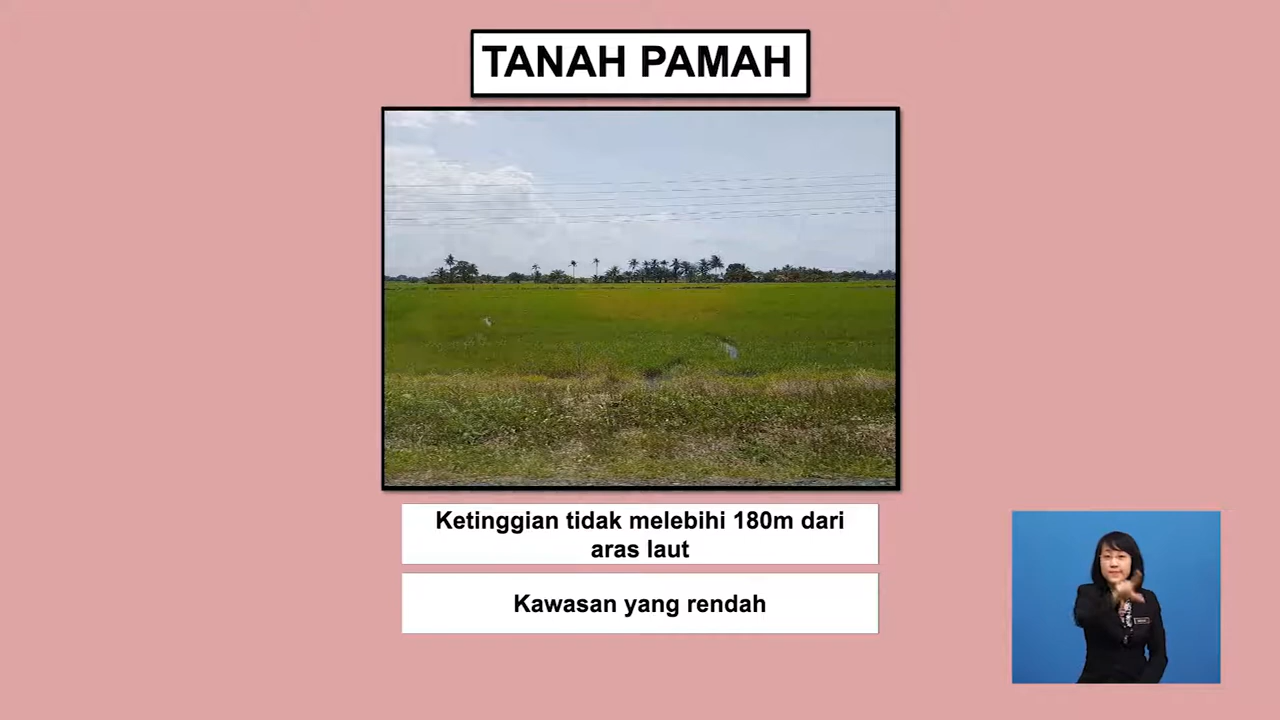 TANAH PAMAH
Ketinggian tidak melebihi 180m dari
aras laut
Kawasan yang rendah